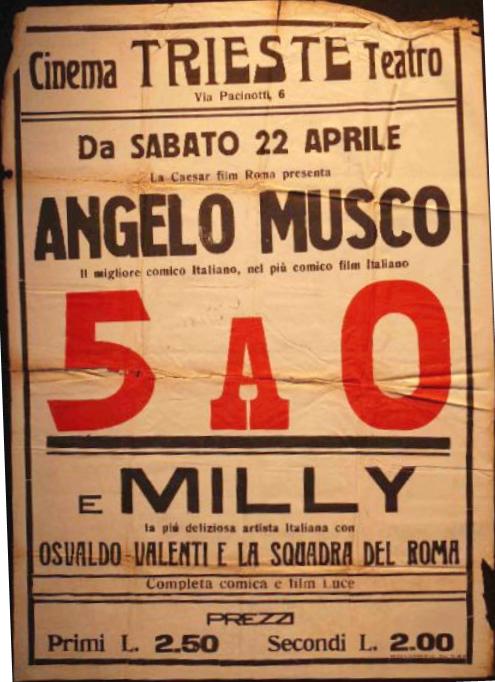 Cinema TRIESTE Teatro
Via Pacinotti, 6
Da SABATO 22 APRILE
La Caesar film Roma presenta
ANGELO MUSCO
Il migliore comico Italiano, nel più comico film Italiano
5 A 0
E MILLY
la più deliziosa artista Italiana con
OSVALDO VALENTI E LA SQUADRA DEL ROMA
Completa comica e film Luce
PREZZI
Primi L. 2.50 Secondi L. 2.00